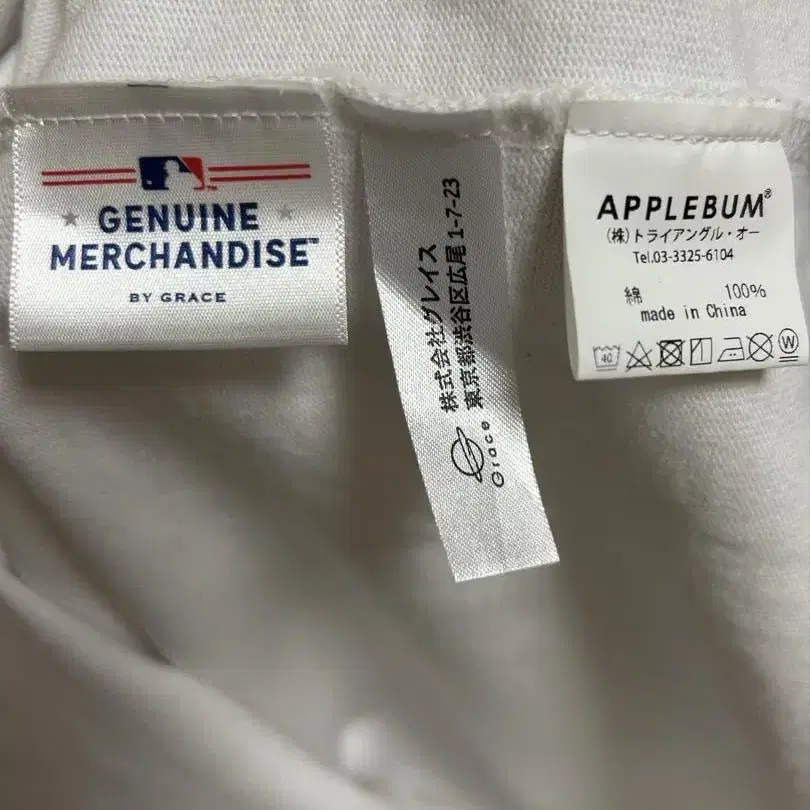 GENUINE
MERCHANDISE™
BY GRACE
株式会社グレイス
東京都渋谷区広尾 1-7-23
Grace
APPLEBUM®
(株)トライアングル・オー
Tel.03-3325-6104
綿 100%
made in China
40
W